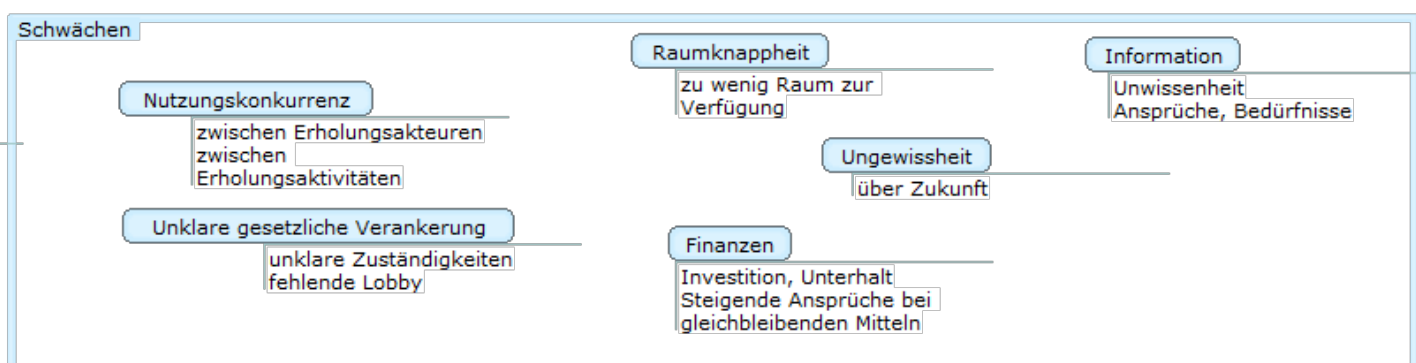 Schwächen
Nutzungskonkurrenz
zwischen Erholungsakteuren
zwischen
Erholungsaktivitäten
Unklare gesetzliche Verankerung
unklare Zuständigkeiten
fehlende Lobby
Raumknappheit
zu wenig Raum zur
Verfügung
Ungewissheit
über Zukunft
Finanzen
Investition, Unterhalt
Steigende Ansprüche bei
gleichbleibenden Mitteln
Information
Unwissenheit
Ansprüche, Bedürfnisse